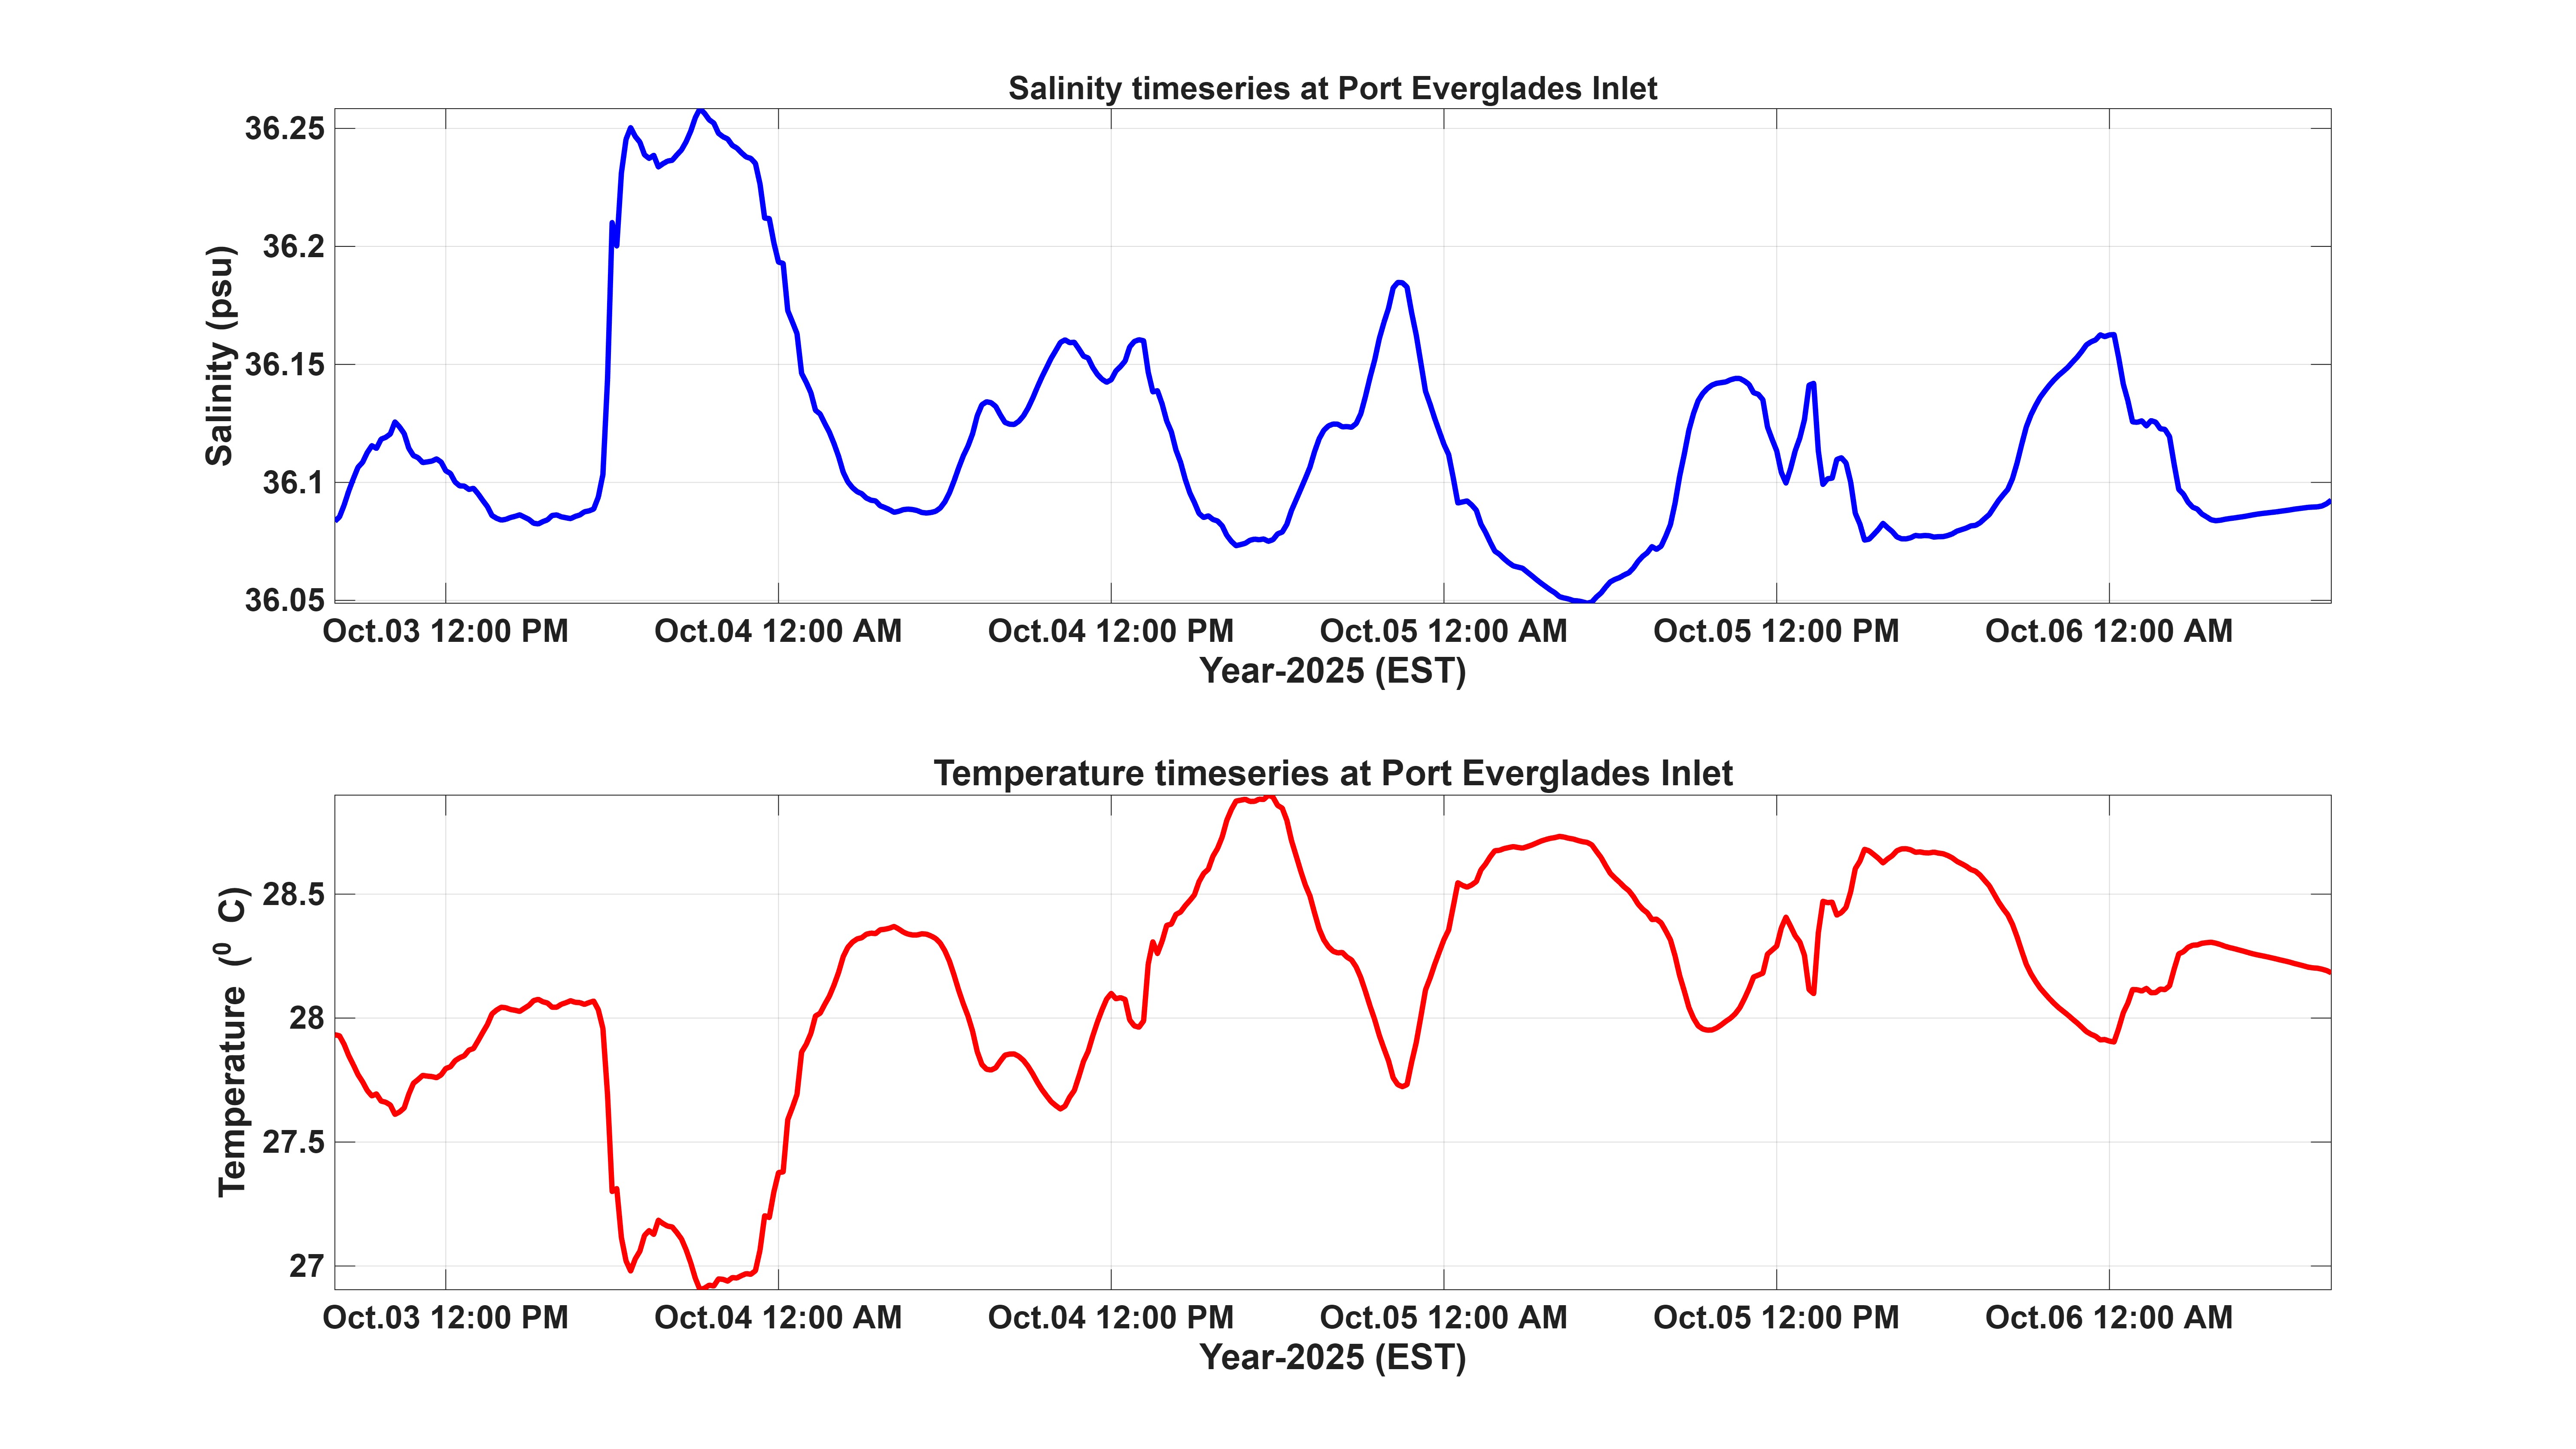 Salinity timeseries at Port Everglades Inlet
Salinity (psu)
36.25
36.2
36.15
36.1
36.05
Oct.03 12:00 PM Oct.04 12:00 AM Oct.04 12:00 PM Oct.05 12:00 AM Oct.05 12:00 PM Oct.06 12:00 AM
Year-2025 (EST)
Temperature timeseries at Port Everglades Inlet
Temperature (⁰ C)
28.5
28
27.5
27
Oct.03 12:00 PM Oct.04 12:00 AM Oct.04 12:00 PM Oct.05 12:00 AM Oct.05 12:00 PM Oct.06 12:00 AM
Year-2025 (EST)